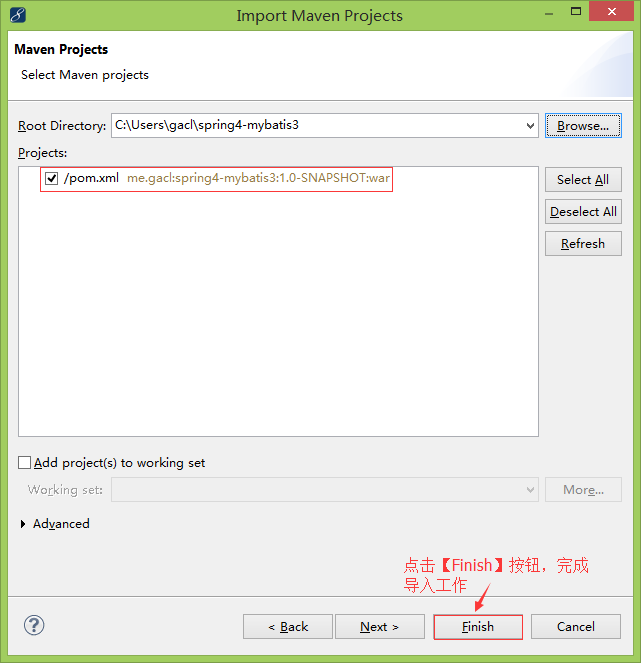 Import Maven Projects
Maven Projects
Select Maven projects
Root Directory: C:\Users\gacl\spring4-mybatis3 Browse...
Projects:
/pom.xml me.gacl:spring4-mybatis3:1.0-SNAPSHOT:war
Select All
Deselect All
Refresh
Add project(s) to working set
Working set: More...
Advanced
点击【Finish】按钮，完成
导入工作
? < Back Next > Finish Cancel